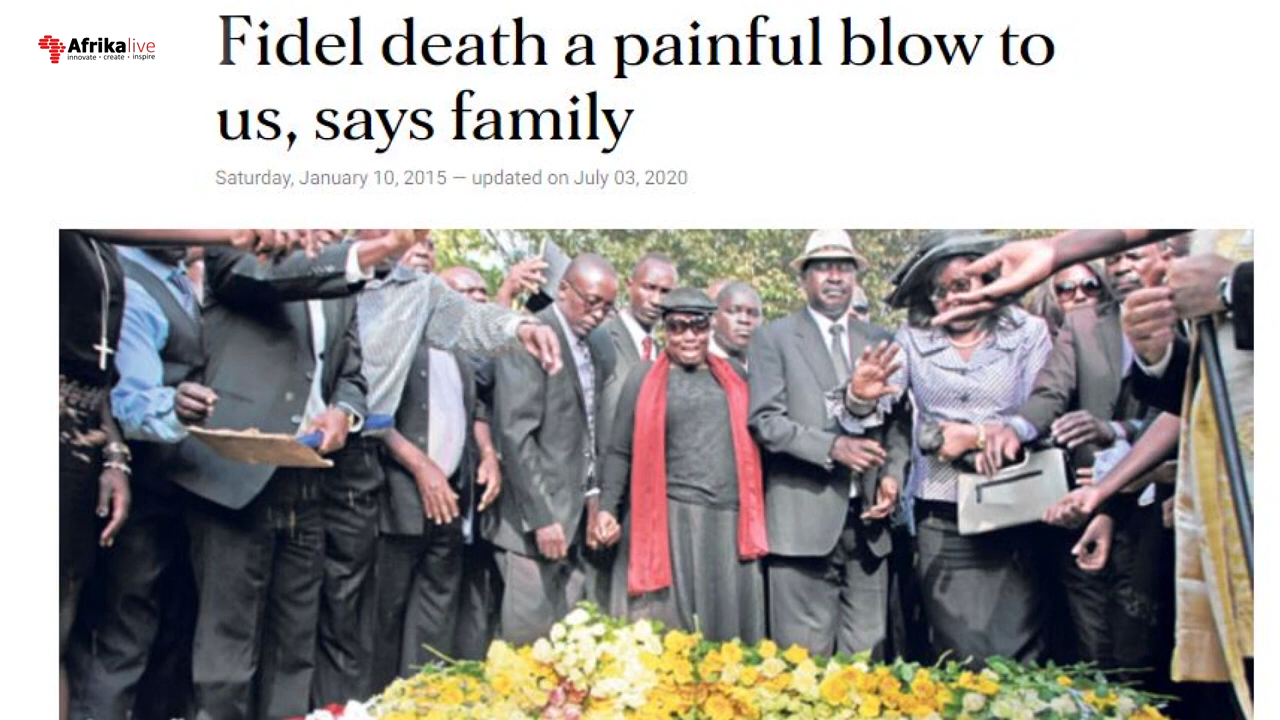 Afrikalive
innovate • create • inspire
Fidel death a painful blow to
us, says family
Saturday, January 10, 2015 — updated on July 03, 2020